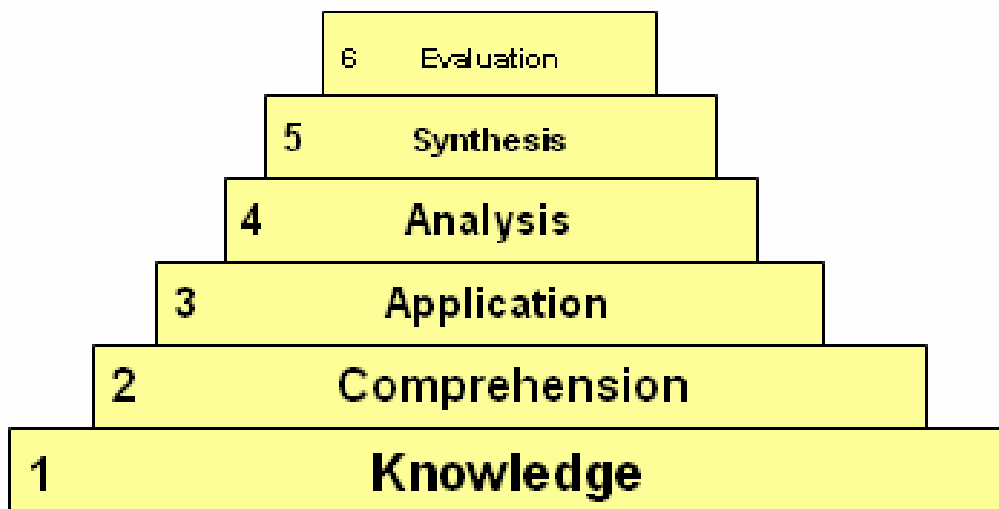 6 Evaluation
5 Synthesis
4 Analysis
3 Application
2 Comprehension
1 Knowledge